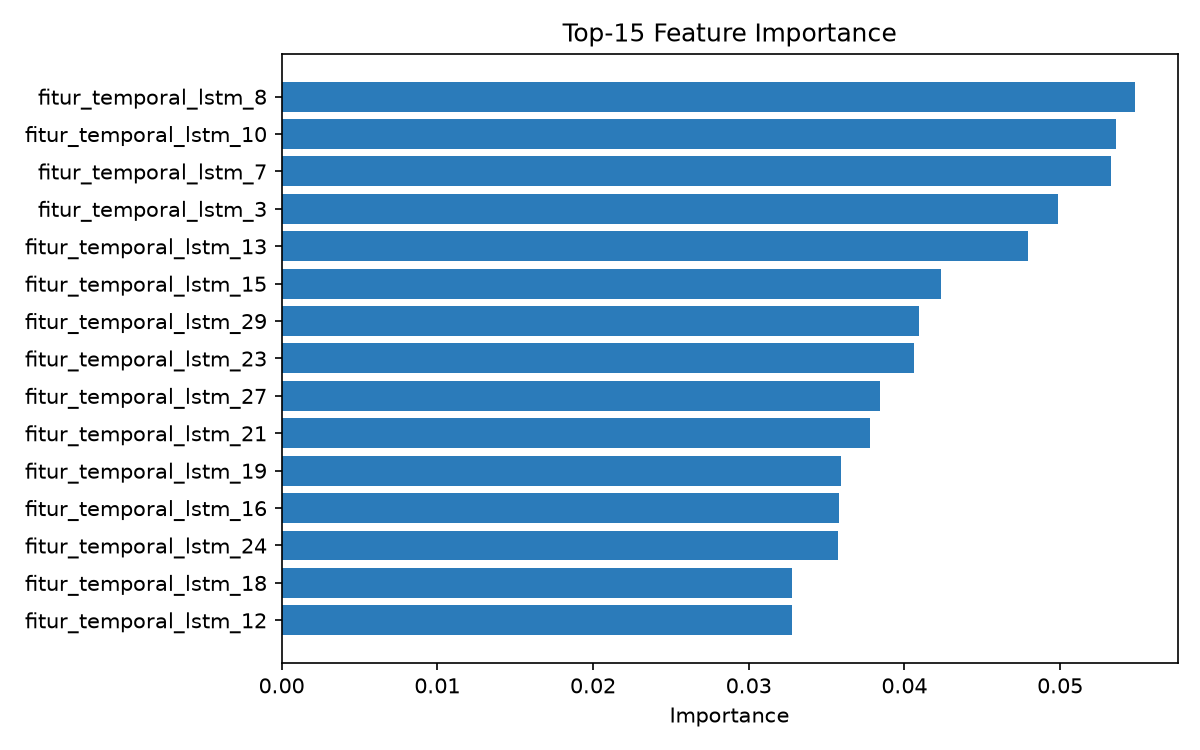 Top-15 Feature Importance
fitur_temporal_lstm_8
fitur_temporal_lstm_10
fitur_temporal_lstm_7
fitur_temporal_lstm_3
fitur_temporal_lstm_13
fitur_temporal_lstm_15
fitur_temporal_lstm_29
fitur_temporal_lstm_23
fitur_temporal_lstm_27
fitur_temporal_lstm_21
fitur_temporal_lstm_19
fitur_temporal_lstm_16
fitur_temporal_lstm_24
fitur_temporal_lstm_18
fitur_temporal_lstm_12
0.00 0.01 0.02 0.03 0.04 0.05
Importance